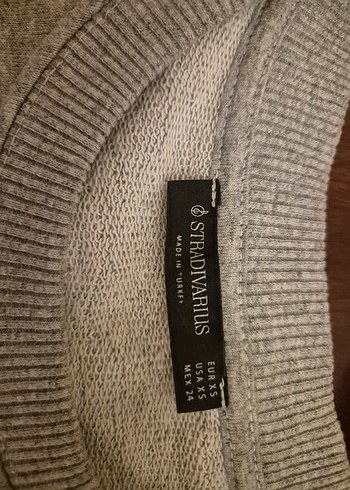 STRADIVARIUS
MADE IN TURKEY
EUR XS
USA XS
MEX 24